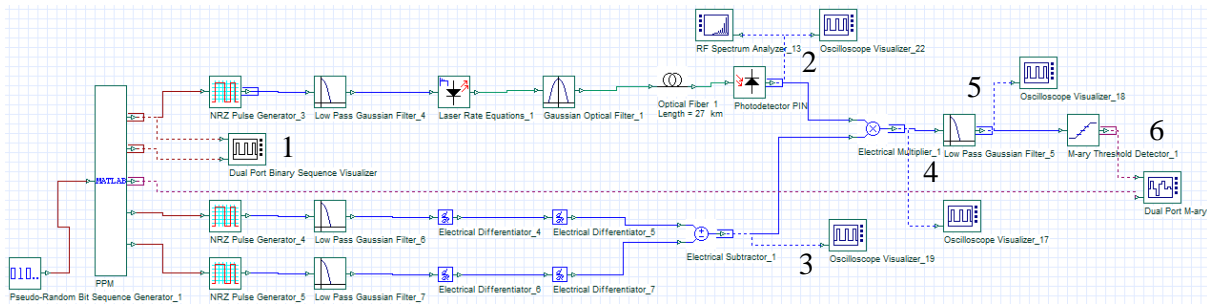 RF Spectrum Analyzer_13
Oscilloscope Visualizer_22
2
NRZ Pulse Generator_3
Low Pass Gaussian Filter_4
Laser Rate Equations_1
Gaussian Optical Filter_1
Optical Fiber_1
Length = 27 km
Photodetector PIN
5
Oscilloscope Visualizer_18
1
Dual Port Binary Sequence Visualizer
Electrical Multiplier_1
Low Pass Gaussian Filter_5
M-ary Threshold Detector_1
6
4
MATLAB
Dual Port M-ary
NRZ Pulse Generator_4
Low Pass Gaussian Filter_6
Electrical Differentiator_4
Electrical Differentiator_5
Electrical Subtractor_1
3
Oscilloscope Visualizer_19
Oscilloscope Visualizer_17
010..
Pseudo-Random Bit Sequence Generator_1
PPM
NRZ Pulse Generator_5
Low Pass Gaussian Filter_7
Electrical Differentiator_6
Electrical Differentiator_7